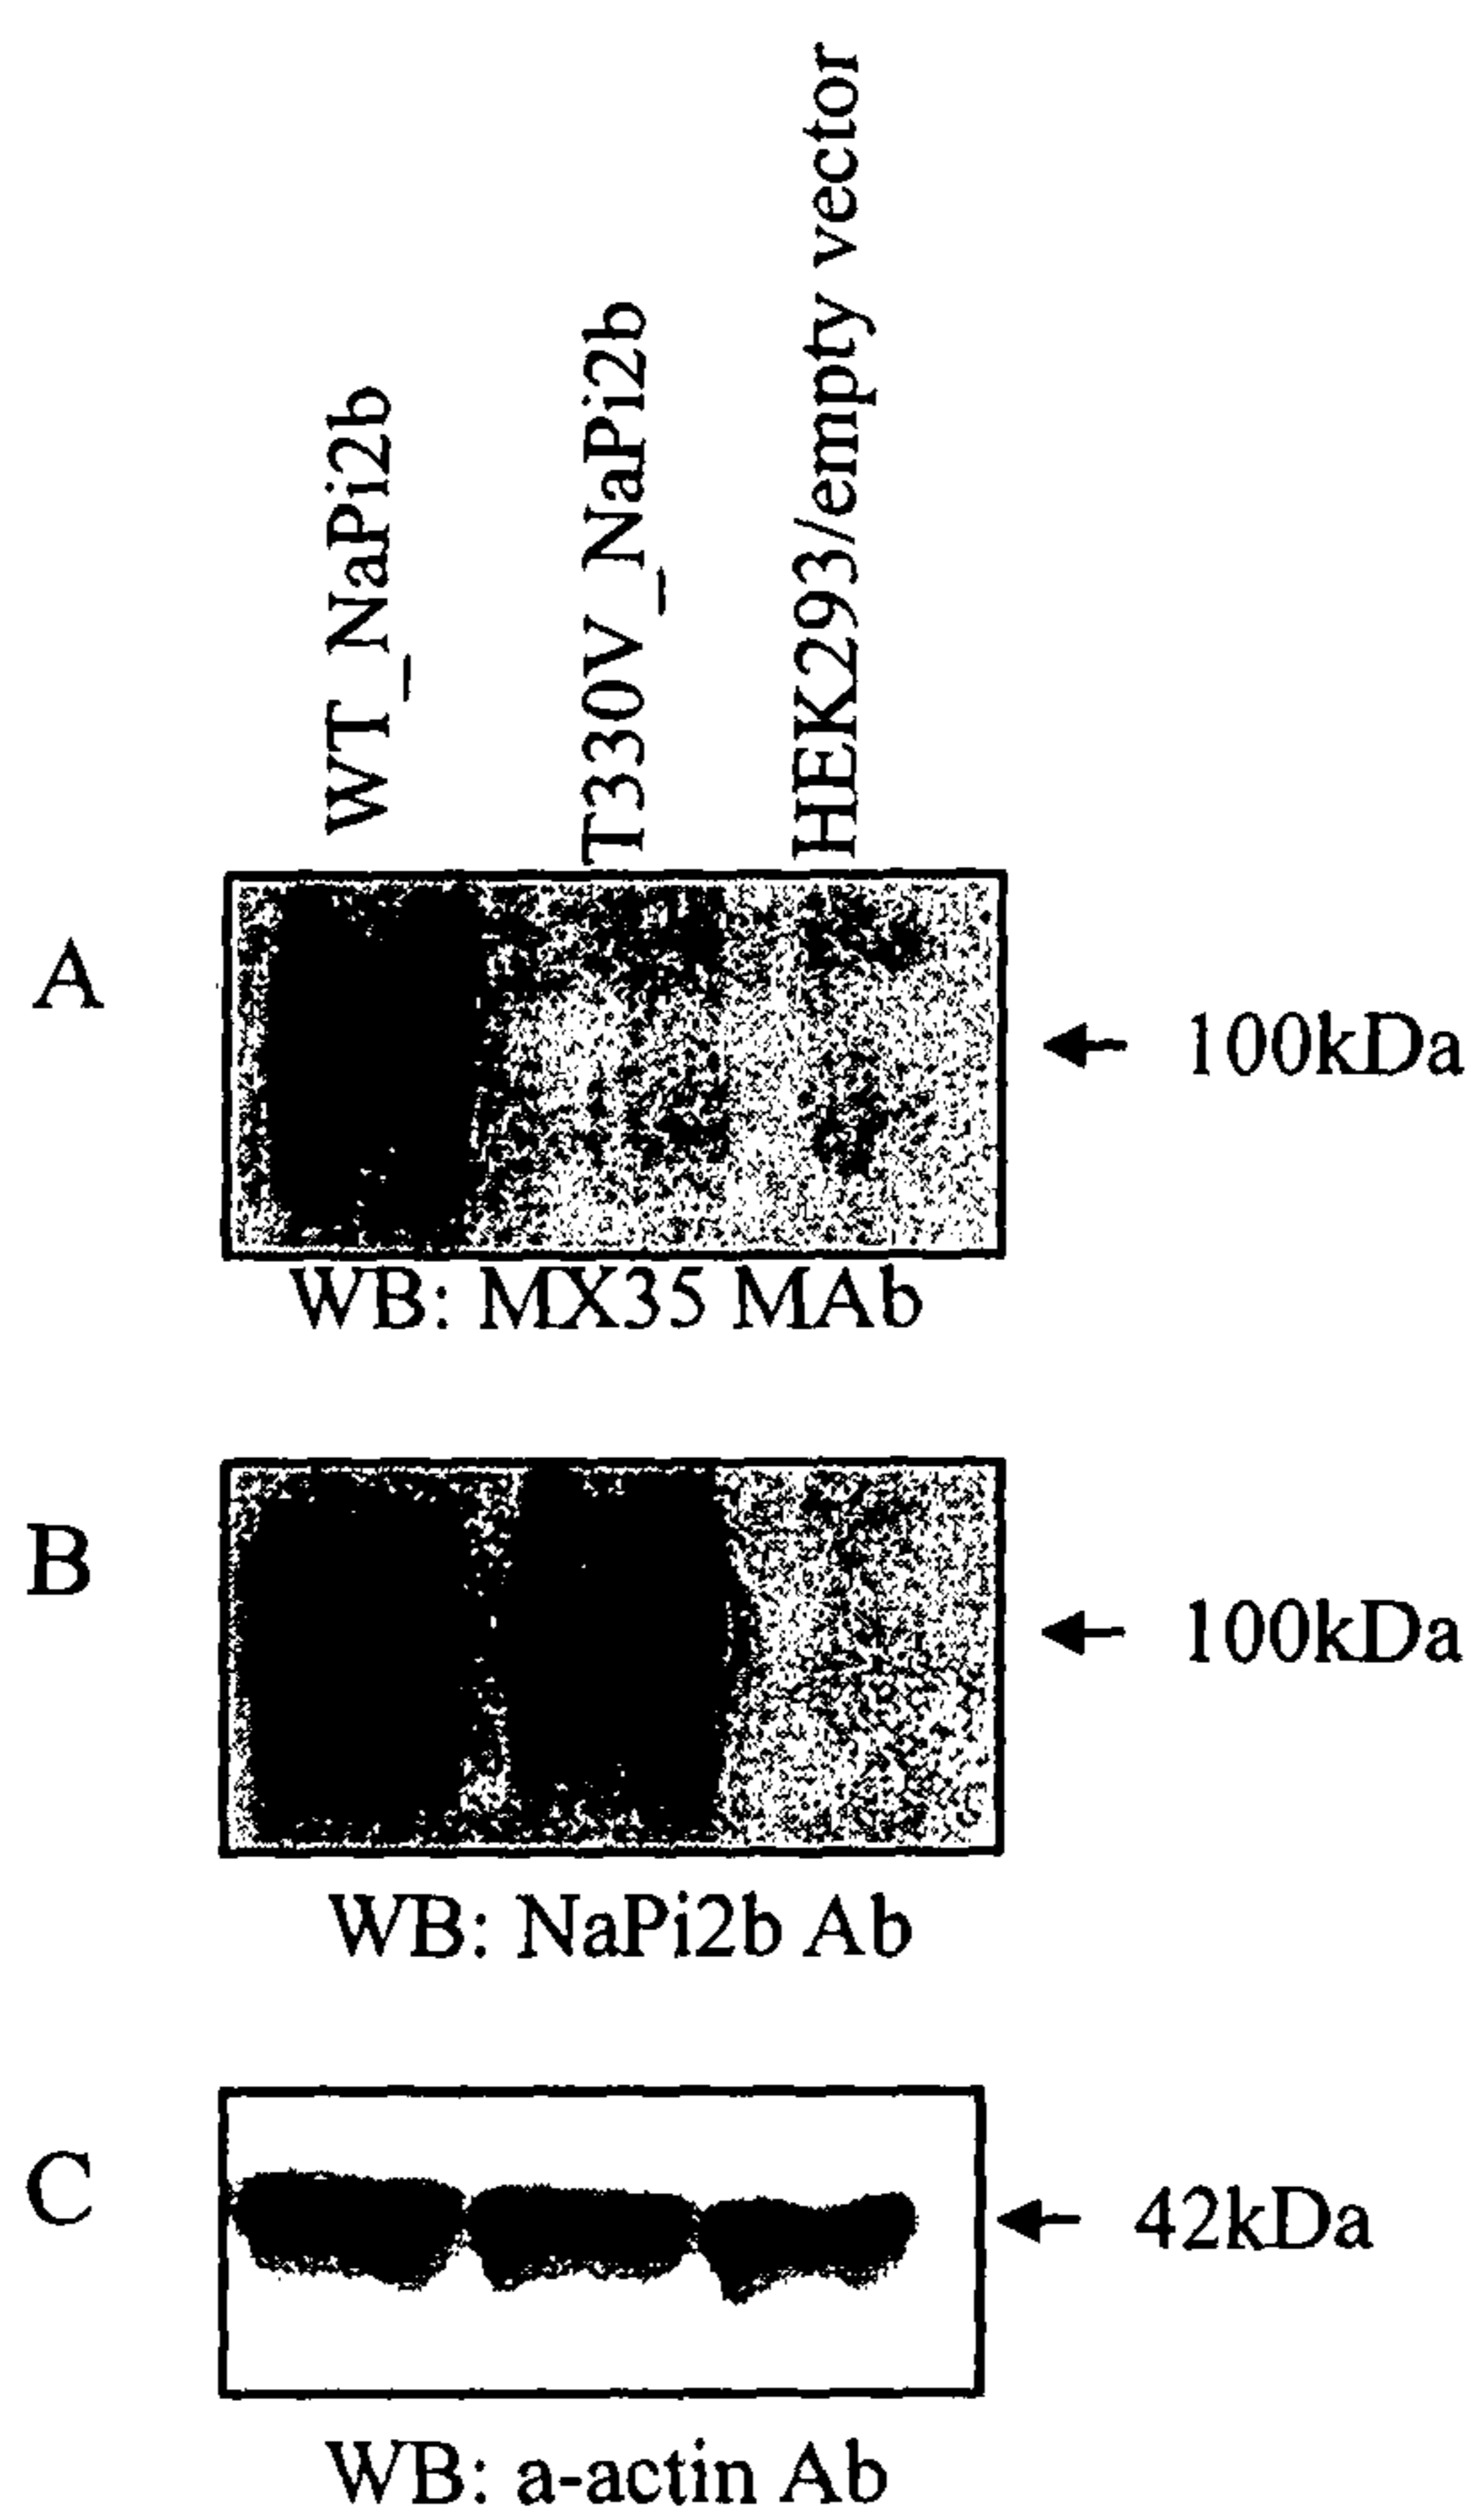 WT_NaPi2b
T330V_NaPi2b
HEK293/empty vector
A
100kDa
WB: MX35 MAb
B
100kDa
WB: NaPi2b Ab
C
42kDa
WB: a-actin Ab